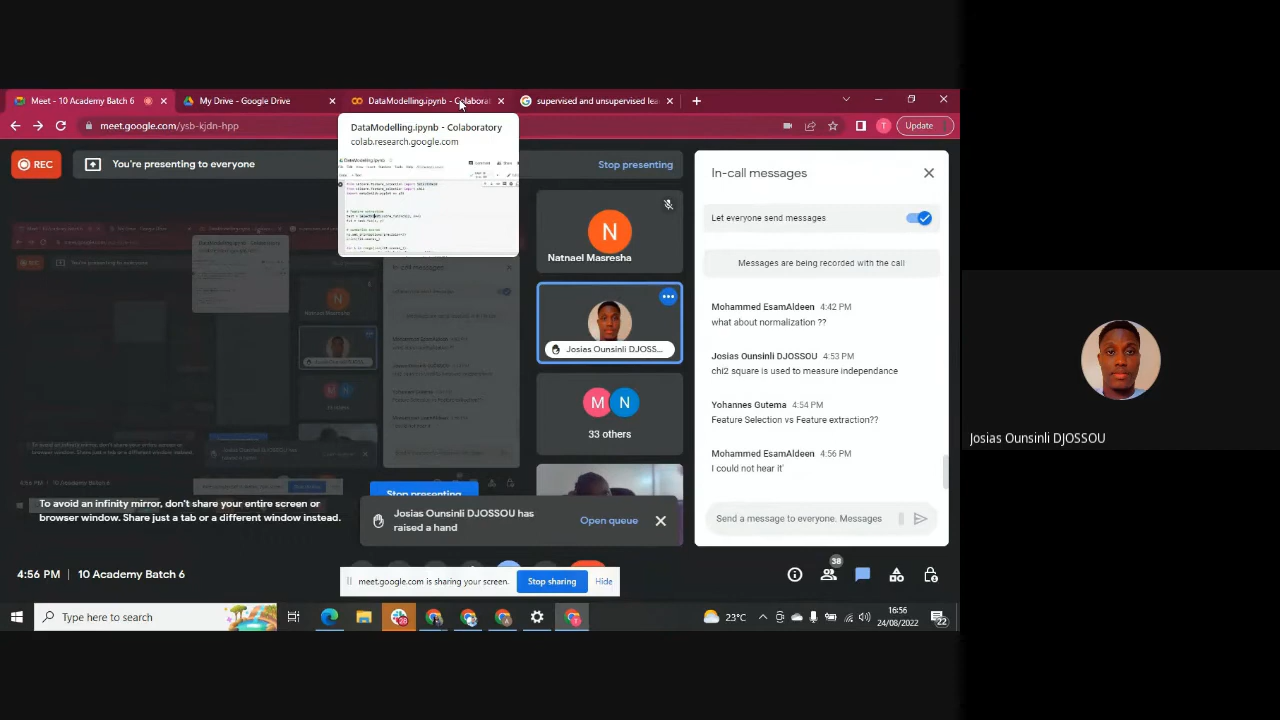 Meet - 10 Academy Batch 6
My Drive - Google Drive
DataModelling.ipynb - Colaborat
supervised and unsupervised lea
meet.google.com/ysb-kjdn-hpp
T
Update
DataModelling.ipynb - Colaboratory
colab.research.google.com
REC
You're presenting to everyone
Stop presenting
In-call messages
Let everyone send messages
Messages are being recorded with the call
N
Natnael Masresha
Josias Ounsinli DJOSS...
M N
33 others
Mohammed EsamAldeen 4:42 PM
what about normalization ??
Josias Ounsinli DJOSSOU 4:53 PM
chi2 square is used to measure independance
Yohannes Gutema 4:54 PM
Feature Selection vs Feature extraction??
Mohammed EsamAldeen 4:56 PM
I could not hear it'
Send a message to everyone. Messages
Josias Ounsinli DJOSSOU
Stop presenting
To avoid an infinity mirror, don't share your entire screen or
browser window. Share just a tab or a different window instead.
Josias Ounsinli DJOSSOU has
raised a hand
Open queue
4:56 PM | 10 Academy Batch 6
38
meet.google.com is sharing your screen.
Stop sharing
Hide
Type here to search
28
23°C
16:56
24/08/2022
22